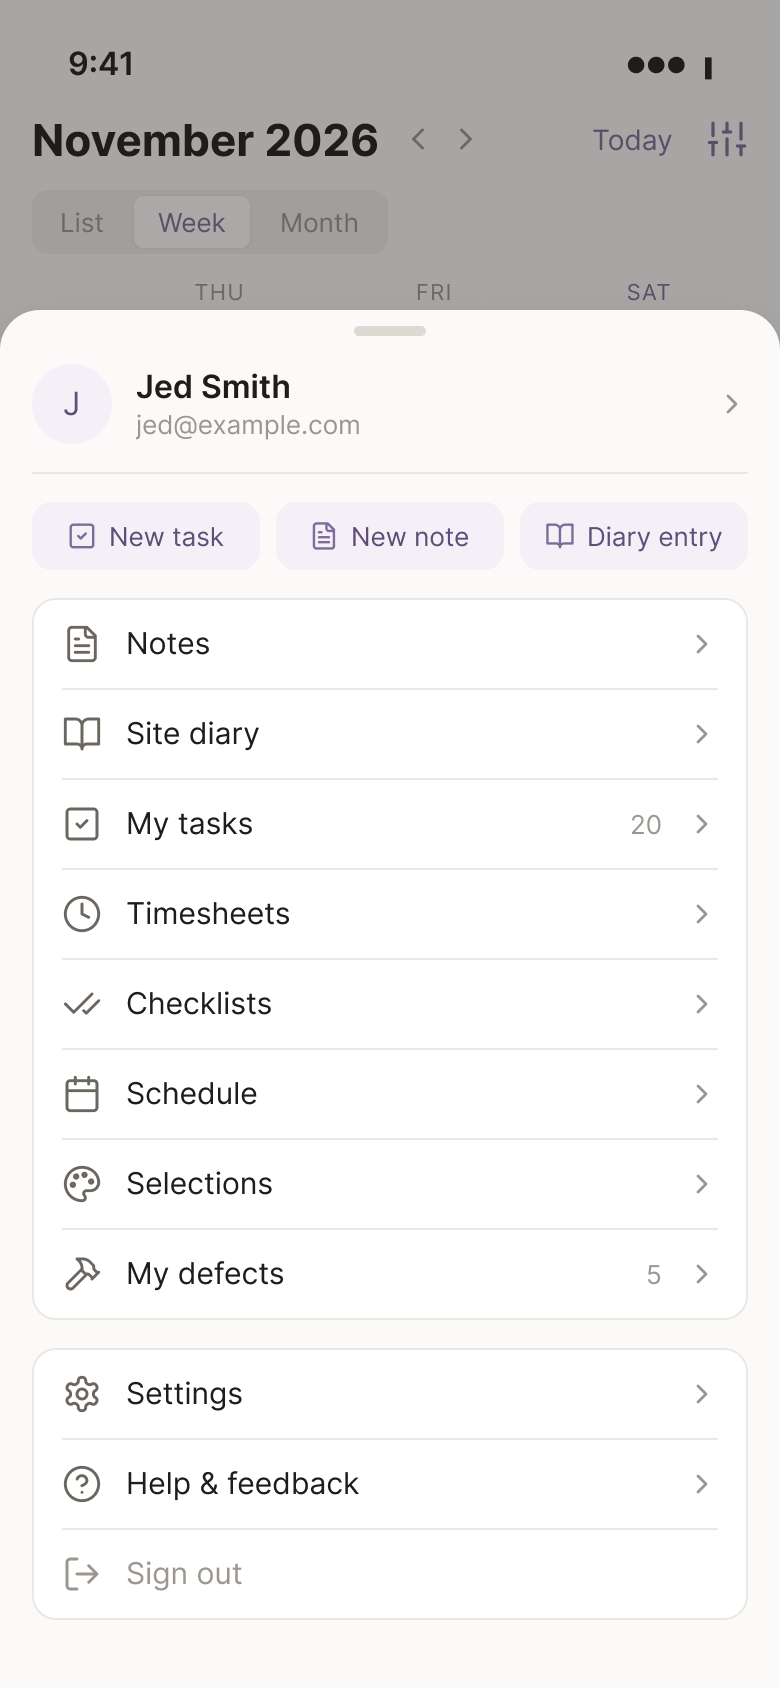 9:41
November 2026 Today
List Week Month
THU FRI SAT
J
Jed Smith
jed@example.com
New task New note Diary entry
Notes
Site diary
My tasks 20
Timesheets
Checklists
Schedule
Selections
My defects 5
Settings
Help & feedback
Sign out